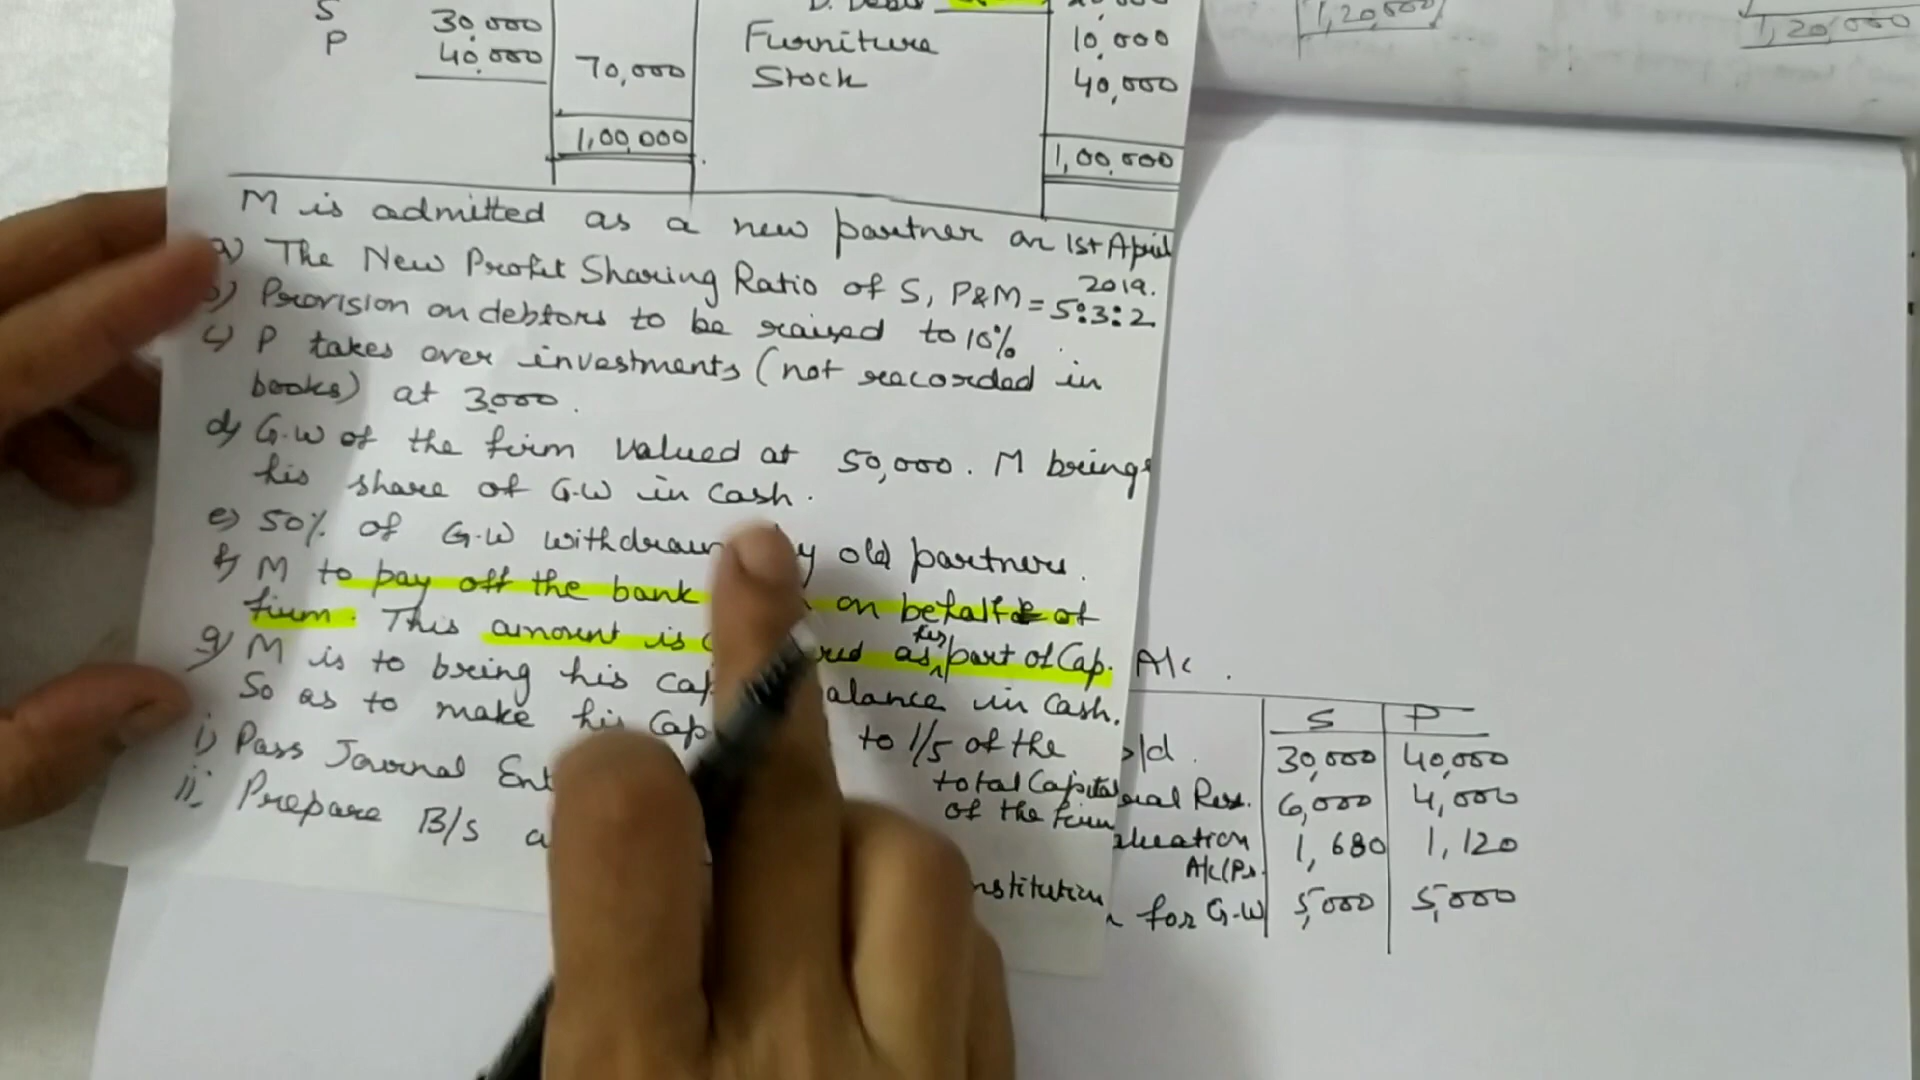 S 30,000
P 40,000 70,000
1,00,000
Furniture 10,000
Stock 40,000
1,00,000
1,20,000
1,20,000
M is admitted as a new partner on 1st April 2019.
a) The New Profit Sharing Ratio of S, P & M = 5:3:2
b) Provision on debtors to be raised to 10%
c) P takes over investments (not recorded in
books) at 3000.
d) G.W of the firm valued at 50,000. M brings
his share of G.W in cash.
e) 50% of G.W withdrawn by old partners.
f) M to pay off the bank on behalf of
firm. This amount is as his part of Cap. A/c.
g) M is to bring his balance in cash.
So as to make his Cap to 1/5 of the
total Capital
of the firm
i) Pass Journal
ii) Prepare B/S
S P
b/d. 30,000 40,000
6,000 4,000
1,680 1,120
A/c (Pr.
for G.W 5,000 5,000